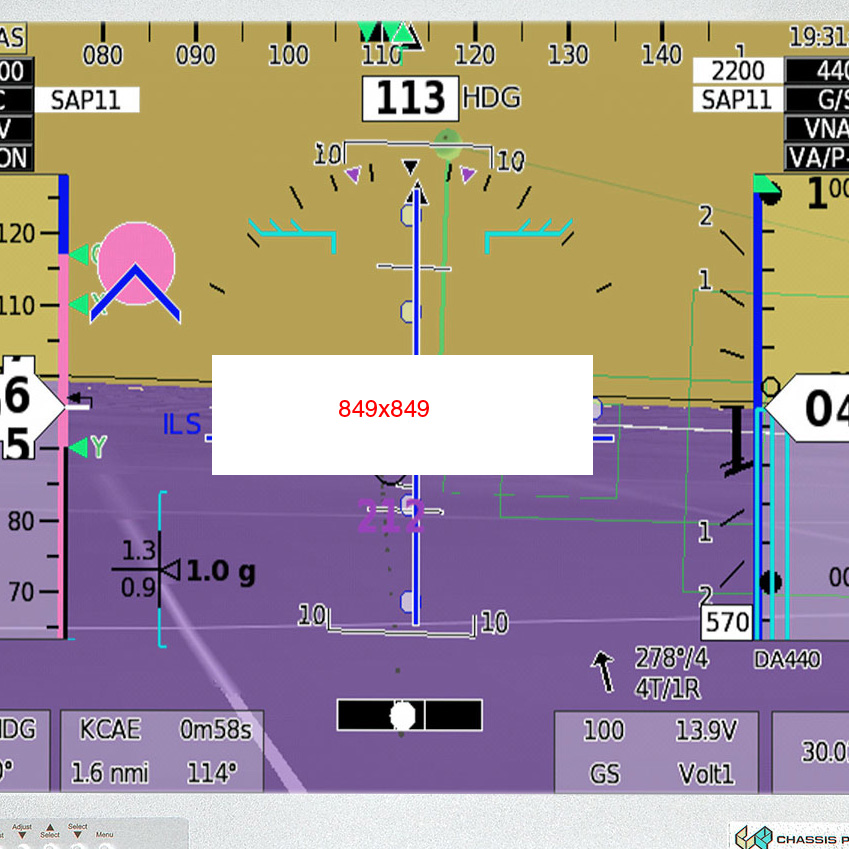 AS
080 090 100 110 120 130 140 1
19:31
00
2200
440
C
SAP11
113 HDG
SAP11
G/S
V
VNA
ON
VA/P-
10 10
100
2
120
G
1
110
X
849x849
6
04
ILS
5
Y
212
80
1
1.3
0.9
1.0 g
70
00
2
10 10
570
278°/4
4T/1R
DA440
HDG
KCAE 0m58s
100 13.9V
0°
1.6 nmi 114°
GS Volt1
30.0
Adjust Select Select Menu
CHASSIS P